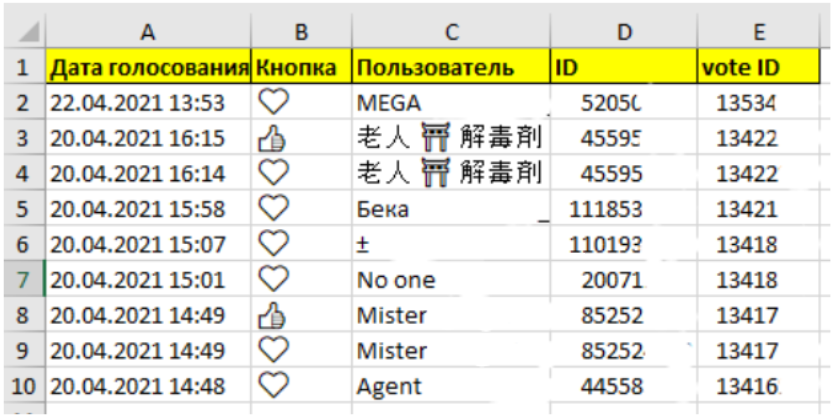 A B C D E
1 Дата голосования Кнопка Пользователь ID vote ID
2 22.04.2021 13:53 ♡ MEGA 5205 13534
3 20.04.2021 16:15 👍 老人 ⛩ 解毒剤 45595 13422
4 20.04.2021 16:14 ♡ 老人 ⛩ 解毒剤 45595 13422
5 20.04.2021 15:58 ♡ Бека 111853 13421
6 20.04.2021 15:07 ♡ ± 110193 13418
7 20.04.2021 15:01 ♡ No one 20071 13418
8 20.04.2021 14:49 👍 Mister 85252 13417
9 20.04.2021 14:49 ♡ Mister 85252 13417
10 20.04.2021 14:48 ♡ Agent 44558 13416